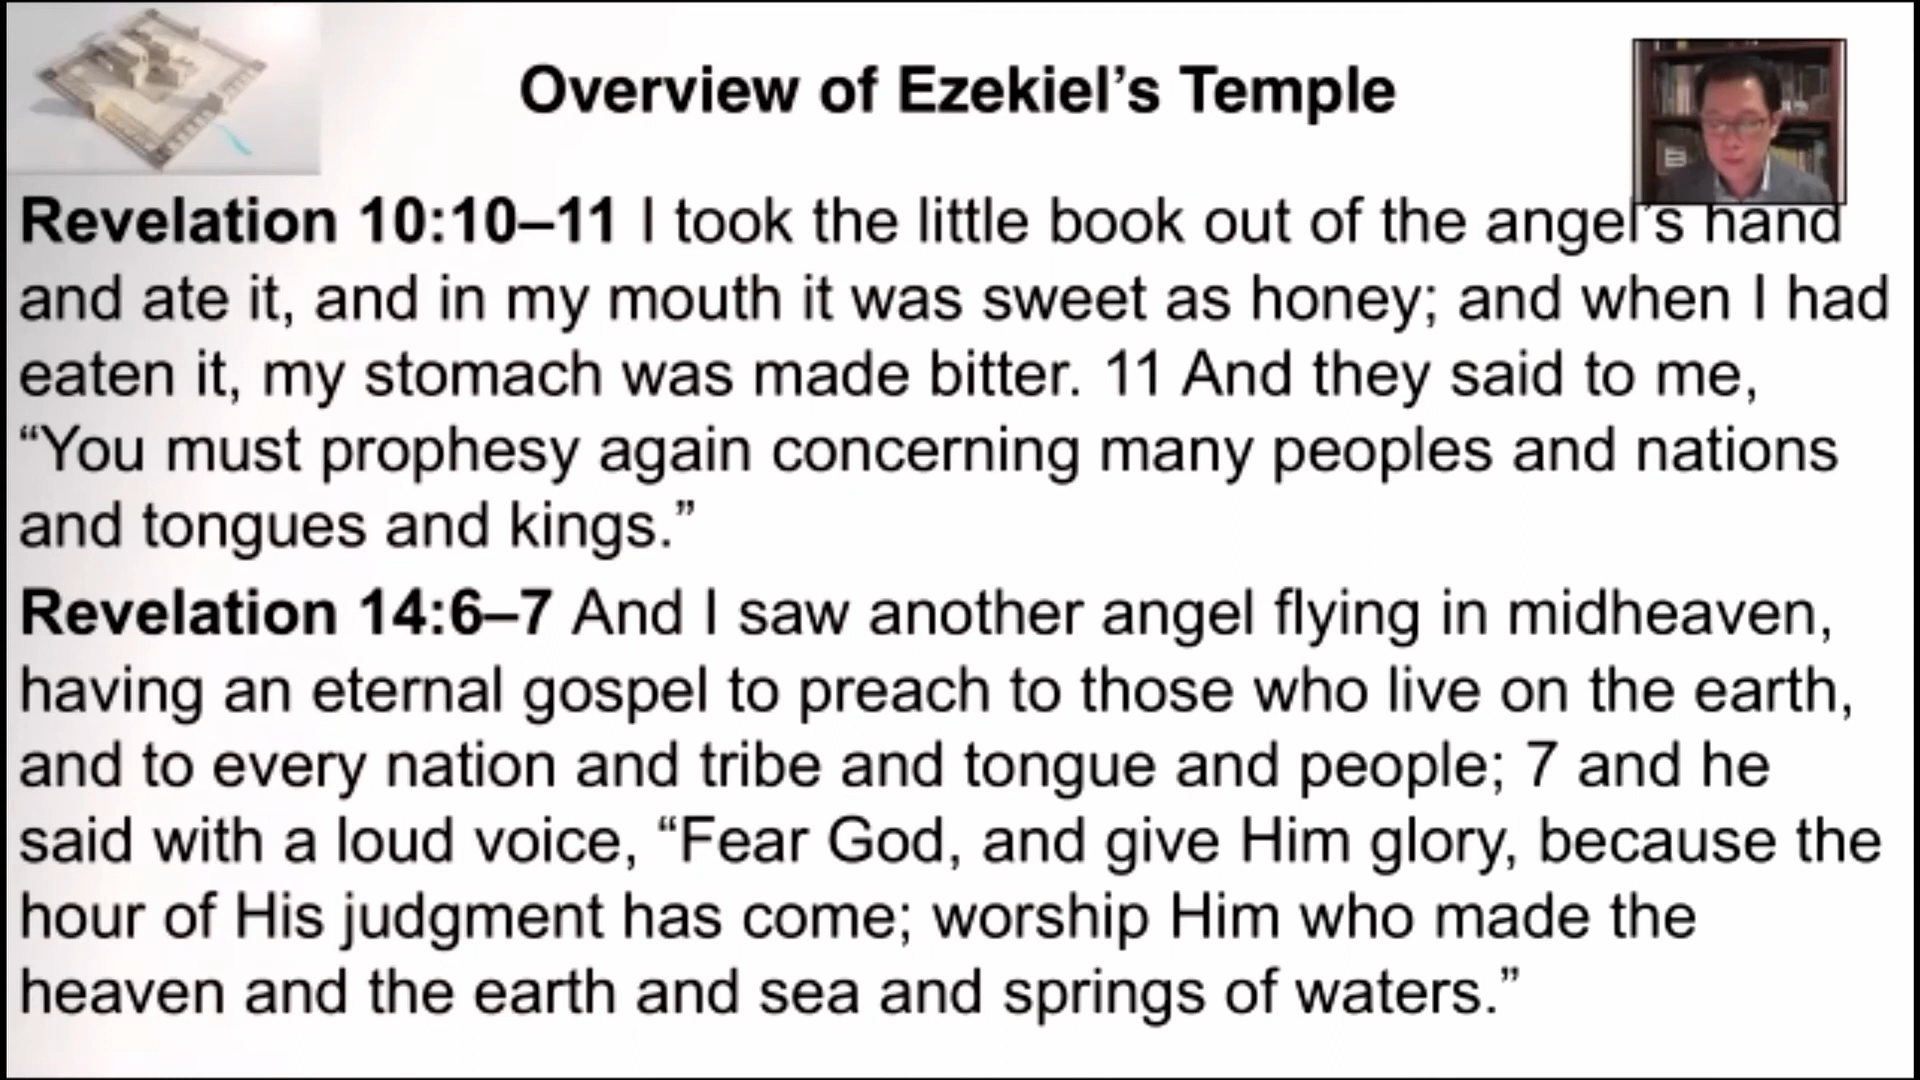 Overview of Ezekiel’s Temple
Revelation 10:10–11 I took the little book out of the angel’s hand
and ate it, and in my mouth it was sweet as honey; and when I had
eaten it, my stomach was made bitter. 11 And they said to me,
“You must prophesy again concerning many peoples and nations
and tongues and kings.”
Revelation 14:6–7 And I saw another angel flying in midheaven,
having an eternal gospel to preach to those who live on the earth,
and to every nation and tribe and tongue and people; 7 and he
said with a loud voice, “Fear God, and give Him glory, because the
hour of His judgment has come; worship Him who made the
heaven and the earth and sea and springs of waters.”